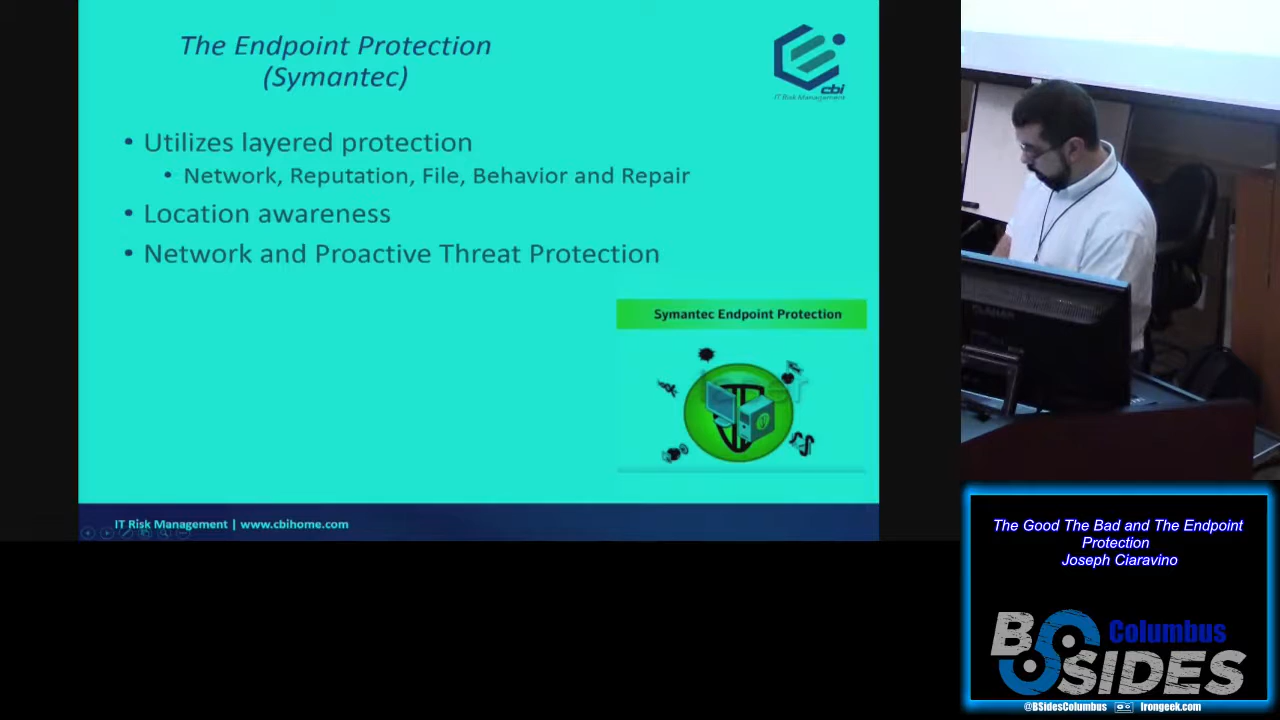 The Endpoint Protection
(Symantec)
cbi
IT Risk Management
• Utilizes layered protection
• Network, Reputation, File, Behavior and Repair
• Location awareness
• Network and Proactive Threat Protection
Symantec Endpoint Protection
IT Risk Management | www.cbihome.com
The Good The Bad and The Endpoint
Protection
Joseph Ciaravino
BSIDES
Columbus
@BSidesColumbus
Irongeek.com